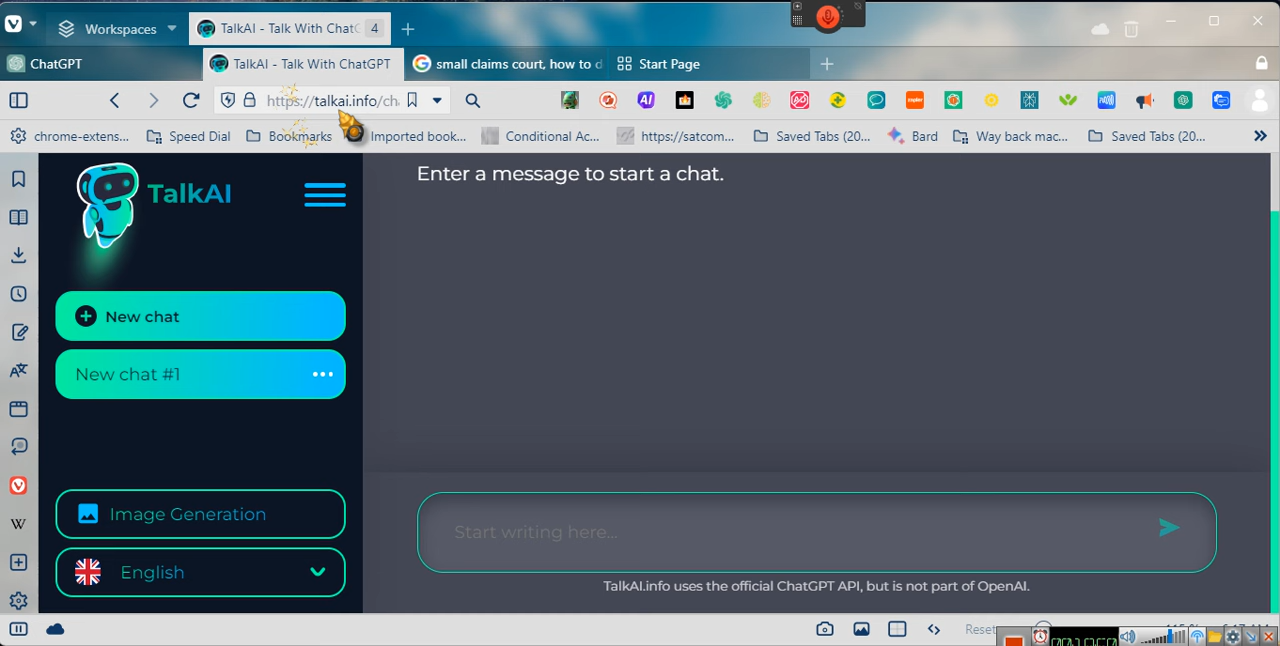 Workspaces
TalkAI - Talk With ChatG
4
ChatGPT
TalkAI - Talk With ChatGPT
small claims court, how to d
Start Page
https://talkai.info/cha
chrome-extens...
Speed Dial
Bookmarks
Imported book...
Conditional Ac...
https://satcom...
Saved Tabs (20...
Bard
Way back mac...
Saved Tabs (20...
TalkAI
Enter a message to start a chat.
New chat
New chat #1
Image Generation
Start writing here...
English
TalkAI.info uses the official ChatGPT API, but is not part of OpenAI.
Reset